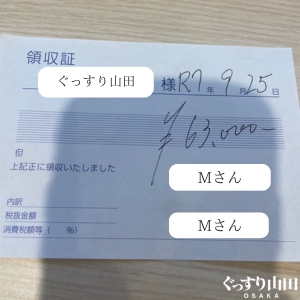 領収証
ぐっすり山田 様 R7年9月25日
¥63,000-
但
上記正に領収いたしました
Mさん
内訳
税抜金額
Mさん
消費税額等（　　％）
ぐっすり山田
OSAKA